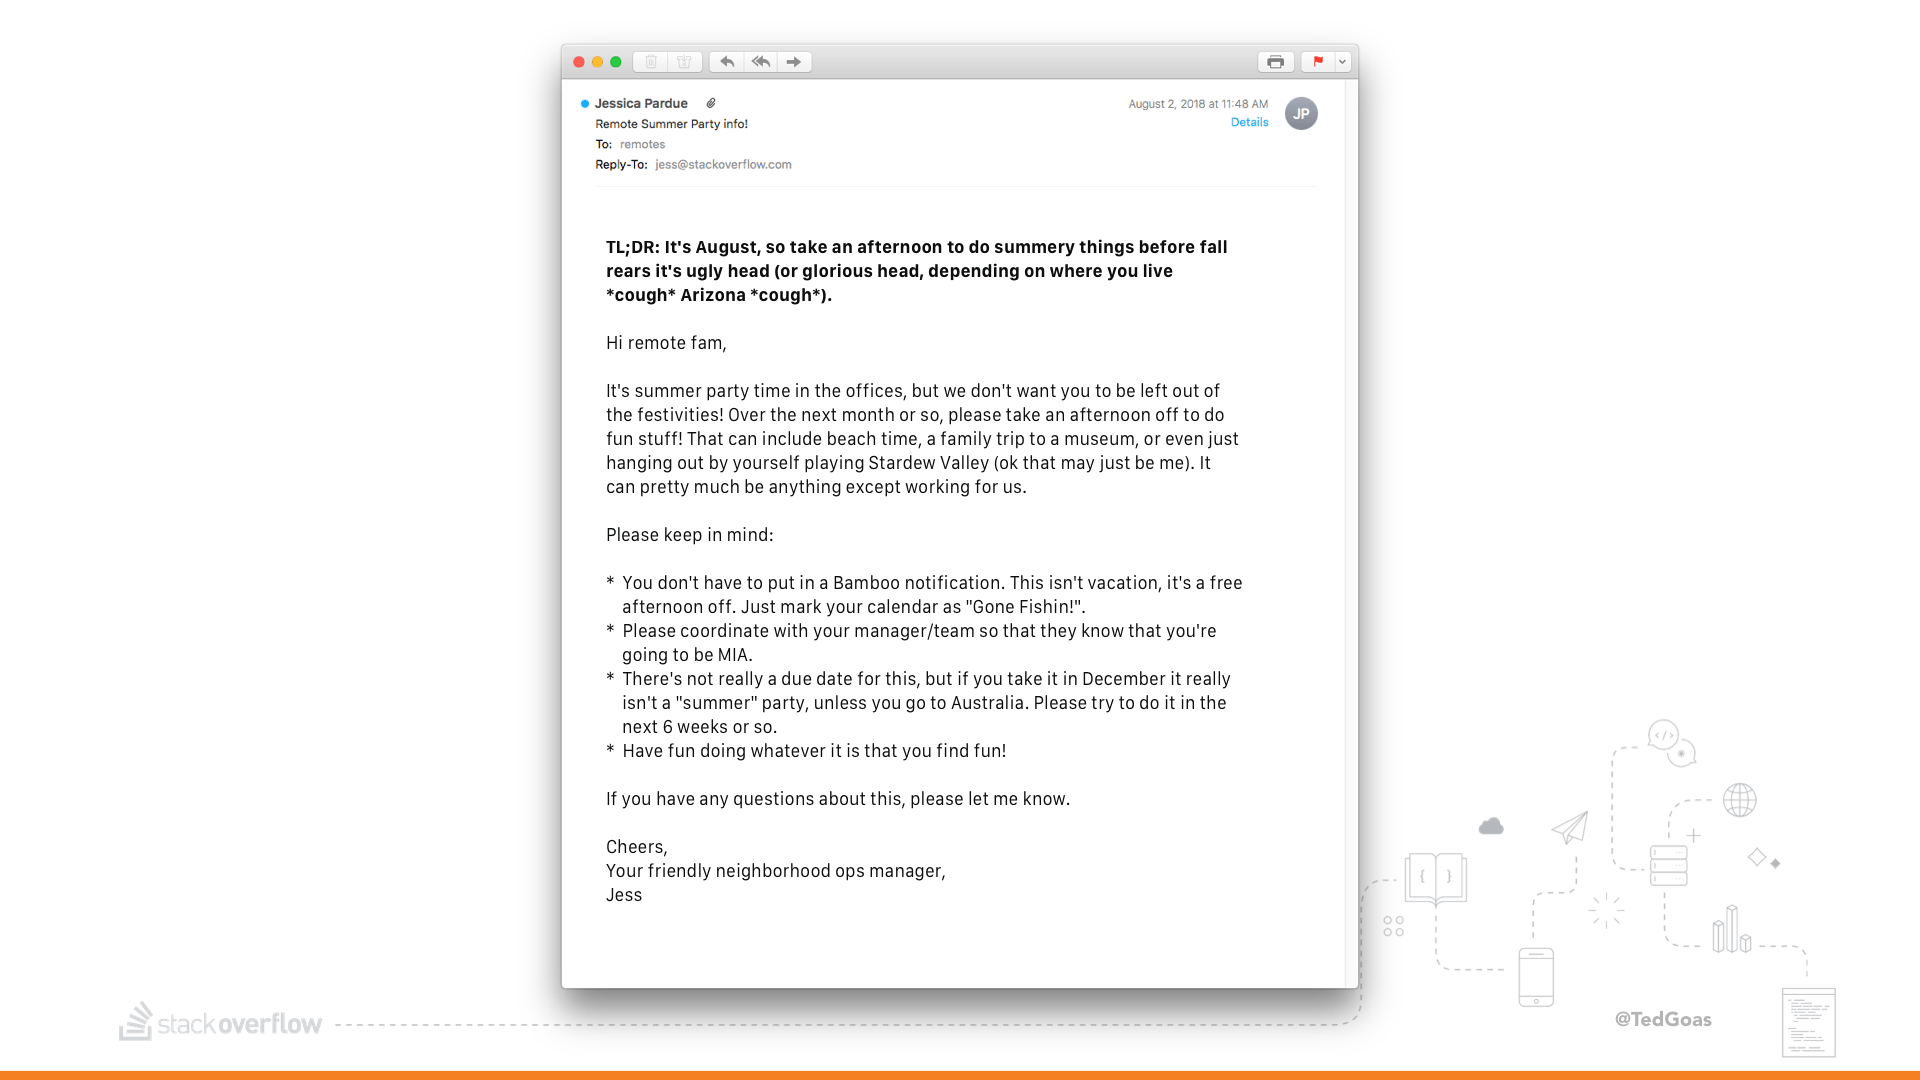 Jessica Pardue
August 2, 2018 at 11:48 AM
JP
Remote Summer Party info!
Details
To: remotes
Reply-To: jess@stackoverflow.com
TL;DR: It's August, so take an afternoon to do summery things before fall
rears it's ugly head (or glorious head, depending on where you live
*cough* Arizona *cough*).
Hi remote fam,
It's summer party time in the offices, but we don't want you to be left out of
the festivities! Over the next month or so, please take an afternoon off to do
fun stuff! That can include beach time, a family trip to a museum, or even just
hanging out by yourself playing Stardew Valley (ok that may just be me). It
can pretty much be anything except working for us.
Please keep in mind:
* You don't have to put in a Bamboo notification. This isn't vacation, it's a free
afternoon off. Just mark your calendar as "Gone Fishin!".
* Please coordinate with your manager/team so that they know that you're
going to be MIA.
* There's not really a due date for this, but if you take it in December it really
isn't a "summer" party, unless you go to Australia. Please try to do it in the
next 6 weeks or so.
* Have fun doing whatever it is that you find fun!
If you have any questions about this, please let me know.
Cheers,
Your friendly neighborhood ops manager,
Jess
stackoverflow
@TedGoas